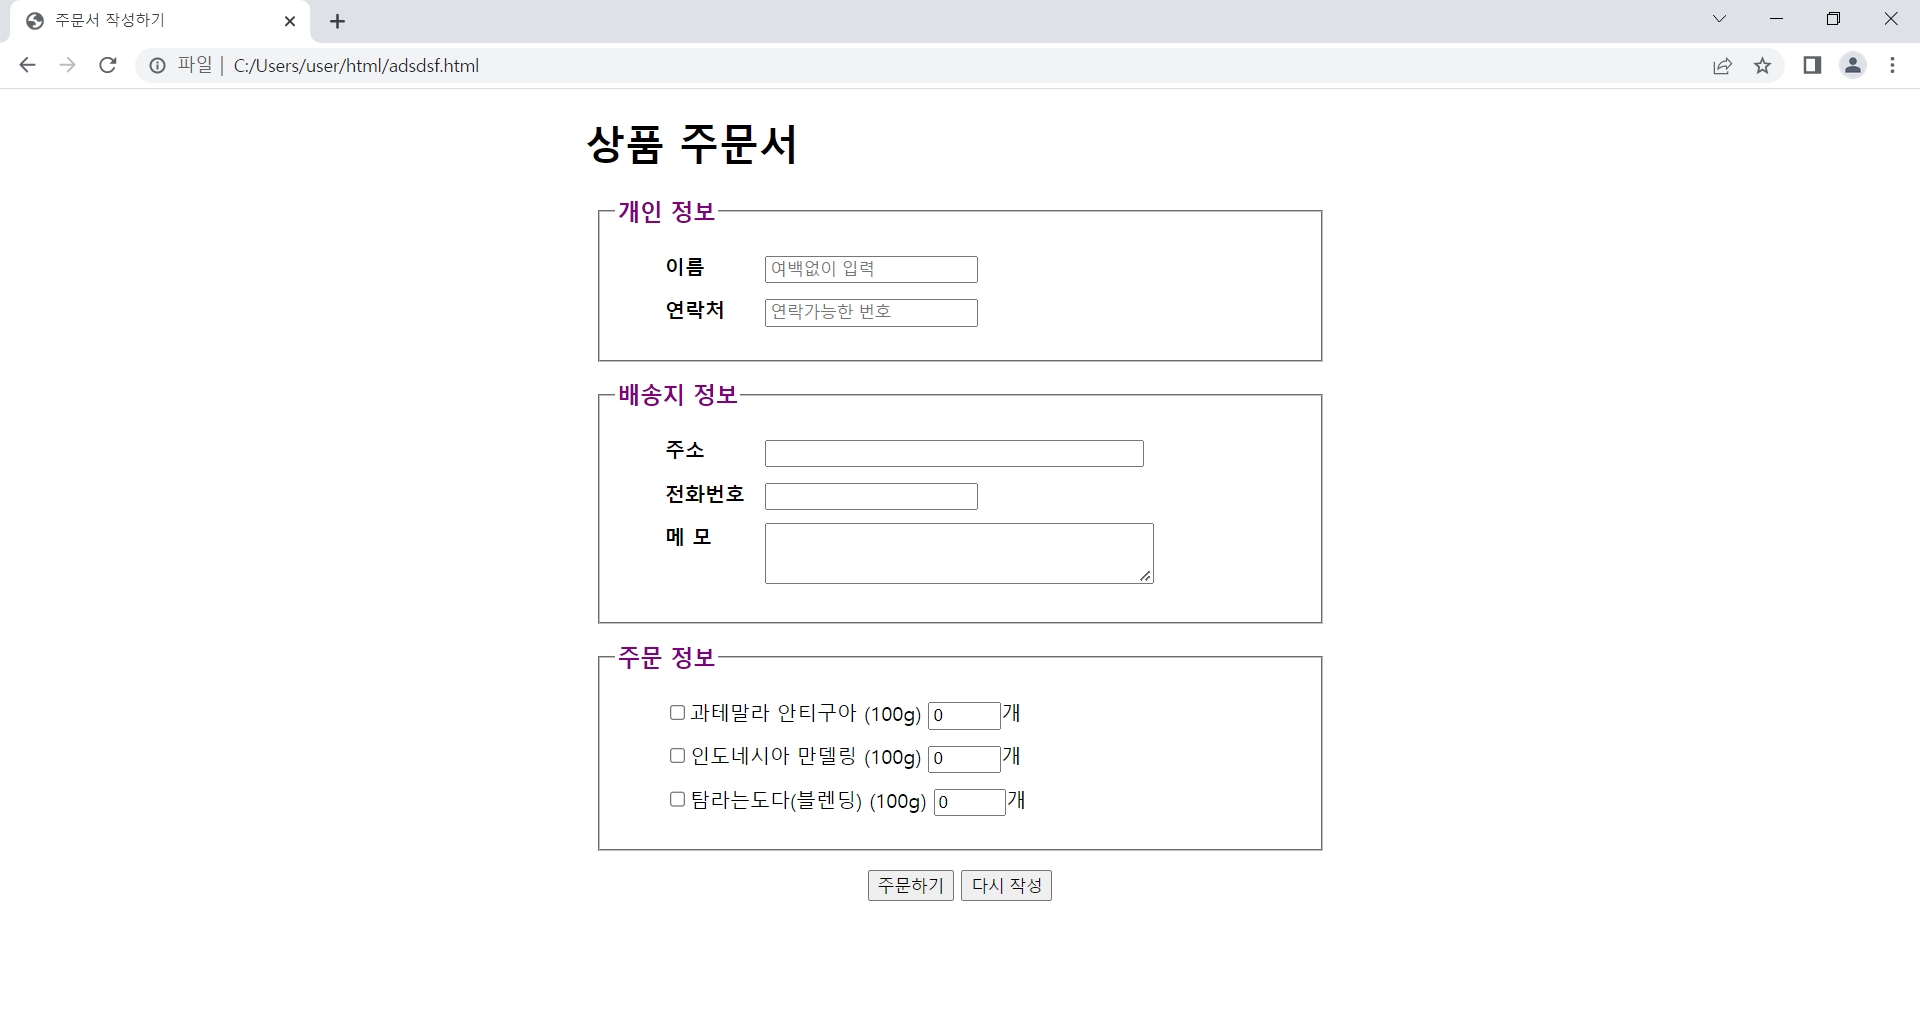 주문서 작성하기
파일 | C:/Users/user/html/adsdsf.html
상품 주문서
개인 정보
이름 여백없이 입력
연락처 연락가능한 번호
배송지 정보
주소
전화번호
메 모
주문 정보
과테말라 안티구아 (100g) 0 개
인도네시아 만델링 (100g) 0 개
탐라는도다(블렌딩) (100g) 0 개
주문하기 다시 작성